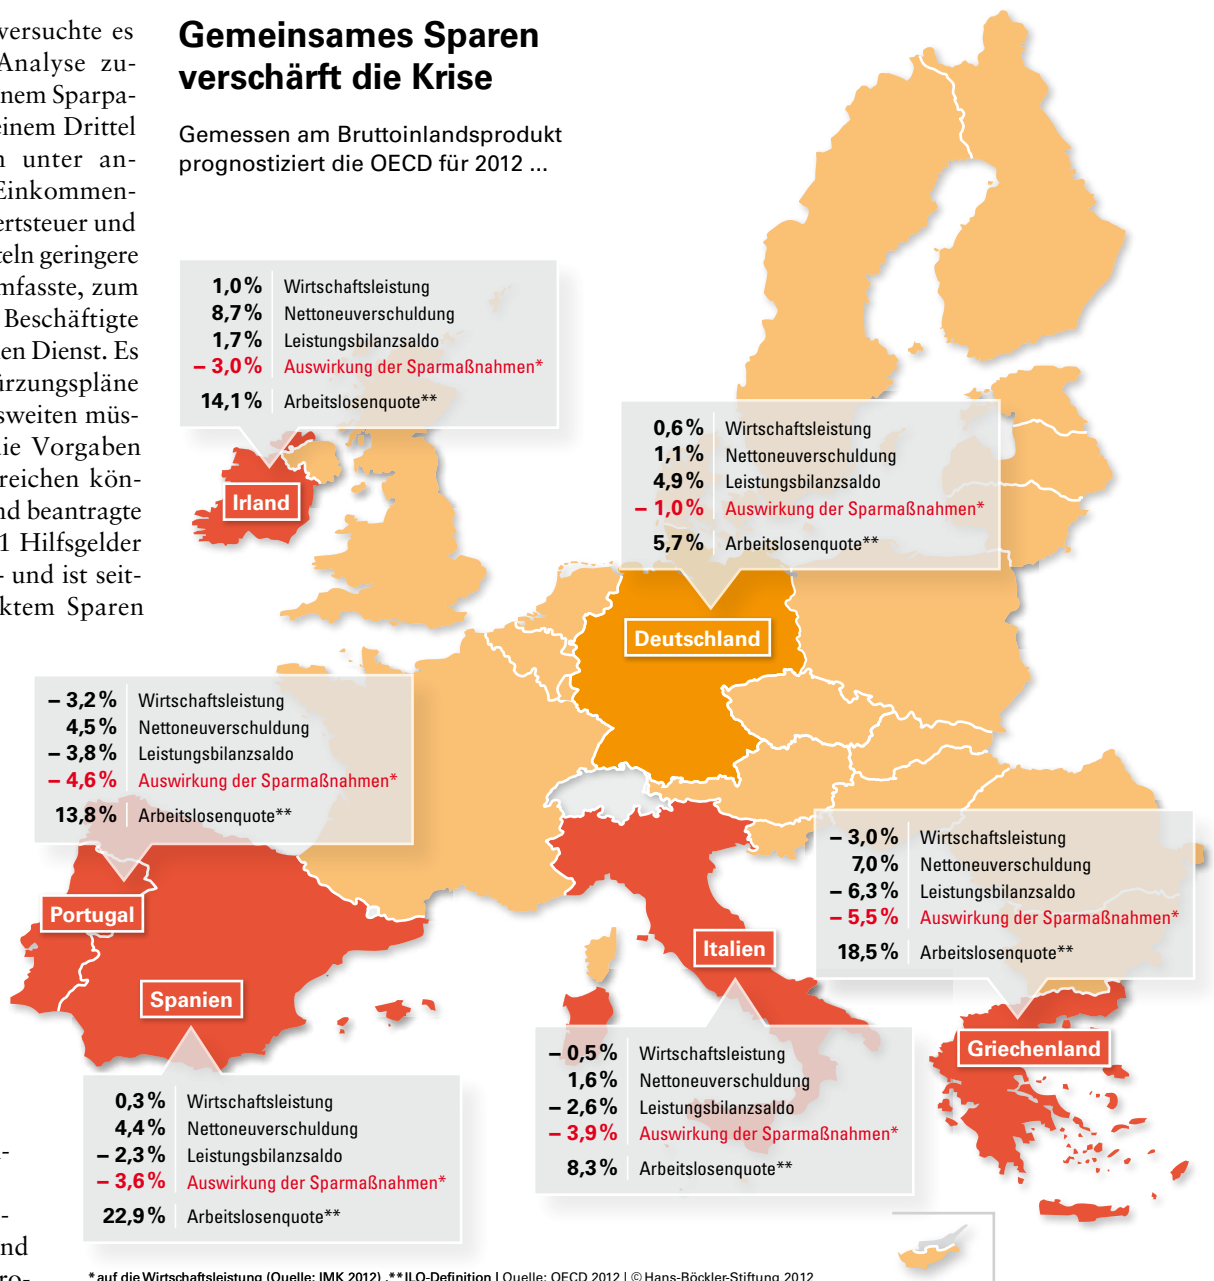 versuchte es
Analyse zu-
nem Sparpa-
einem Drittel
unter an-
Einkommen-
ertsteuer und
teln geringere
mfasste, zum
Beschäftigte
en Dienst. Es
ürzungspläne
sweiten müs-
die Vorgaben
reichen kön-
nd beantragte
1 Hilfsgelder
– und ist seit-
ktem Sparen
Gemeinsames Sparen
verschärft die Krise
Gemessen am Bruttoinlandsprodukt
prognostiziert die OECD für 2012 ...
1,0% Wirtschaftsleistung
8,7% Nettoneuverschuldung
1,7% Leistungsbilanzsaldo
– 3,0% Auswirkung der Sparmaßnahmen*
14,1% Arbeitslosenquote**
Irland
0,6% Wirtschaftsleistung
1,1% Nettoneuverschuldung
4,9% Leistungsbilanzsaldo
– 1,0% Auswirkung der Sparmaßnahmen*
5,7% Arbeitslosenquote**
Deutschland
– 3,2% Wirtschaftsleistung
4,5% Nettoneuverschuldung
– 3,8% Leistungsbilanzsaldo
– 4,6% Auswirkung der Sparmaßnahmen*
13,8% Arbeitslosenquote**
Portugal
– 3,0% Wirtschaftsleistung
7,0% Nettoneuverschuldung
– 6,3% Leistungsbilanzsaldo
– 5,5% Auswirkung der Sparmaßnahmen*
18,5% Arbeitslosenquote**
Griechenland
Italien
– 0,5% Wirtschaftsleistung
1,6% Nettoneuverschuldung
– 2,6% Leistungsbilanzsaldo
– 3,9% Auswirkung der Sparmaßnahmen*
8,3% Arbeitslosenquote**
Spanien
0,3% Wirtschaftsleistung
4,4% Nettoneuverschuldung
– 2,3% Leistungsbilanzsaldo
– 3,6% Auswirkung der Sparmaßnahmen*
22,9% Arbeitslosenquote**
nd
* auf die Wirtschaftsleistung (Quelle: IMK 2012) ,** ILO-Definition | Quelle: OECD 2012 | © Hans-Böckler-Stiftung 2012